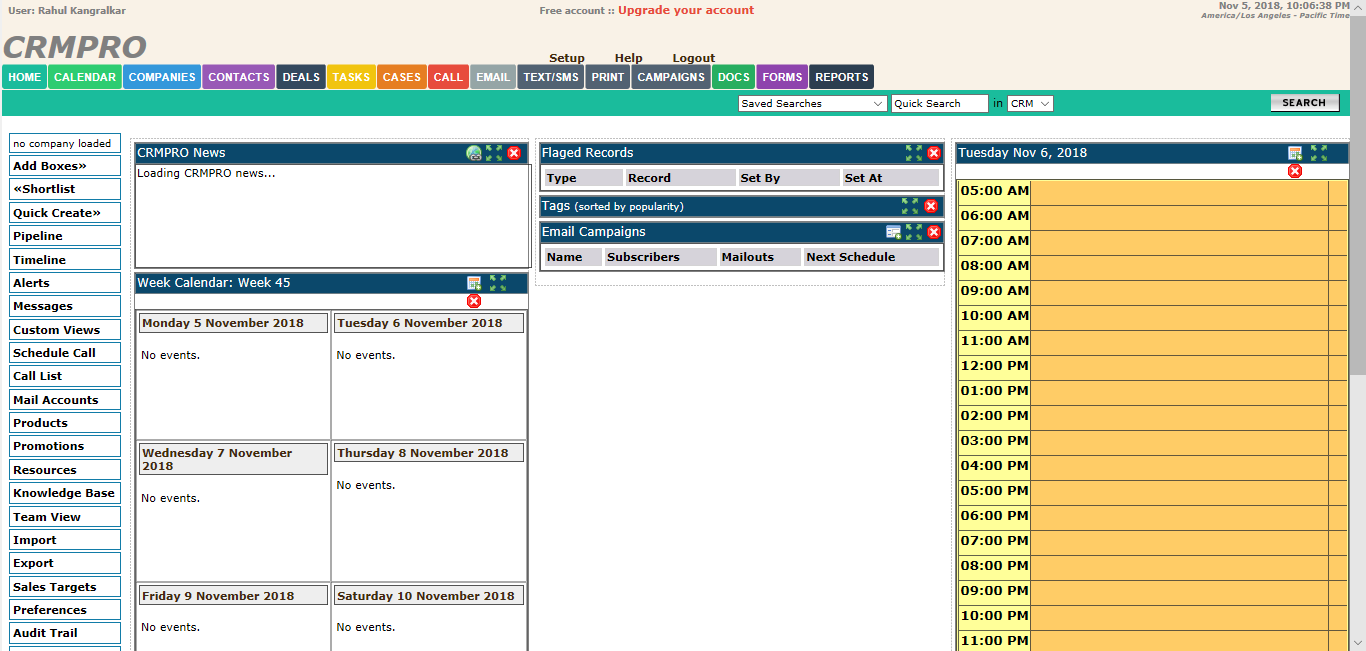 User: Rahul Kangralkar
Free account :: Upgrade your account
Nov 5, 2018, 10:06:38 PM
America/Los Angeles - Pacific Time
CRMPRO
Setup Help Logout
HOME CALENDAR COMPANIES CONTACTS DEALS TASKS CASES CALL EMAIL TEXT/SMS PRINT CAMPAIGNS DOCS FORMS REPORTS
Saved Searches Quick Search in CRM SEARCH
no company loaded
Add Boxes»
«Shortlist
Quick Create»
Pipeline
Timeline
Alerts
Messages
Custom Views
Schedule Call
Call List
Mail Accounts
Products
Promotions
Resources
Knowledge Base
Team View
Import
Export
Sales Targets
Preferences
Audit Trail
CRMPRO News
Loading CRMPRO news...
Week Calendar: Week 45
Monday 5 November 2018
No events.
Tuesday 6 November 2018
No events.
Wednesday 7 November
2018
No events.
Thursday 8 November 2018
No events.
Friday 9 November 2018
No events.
Saturday 10 November 2018
No events.
Flaged Records
Type Record Set By Set At
Tags (sorted by popularity)
Email Campaigns
Name Subscribers Mailouts Next Schedule
Tuesday Nov 6, 2018
05:00 AM
06:00 AM
07:00 AM
08:00 AM
09:00 AM
10:00 AM
11:00 AM
12:00 PM
01:00 PM
02:00 PM
03:00 PM
04:00 PM
05:00 PM
06:00 PM
07:00 PM
08:00 PM
09:00 PM
10:00 PM
11:00 PM